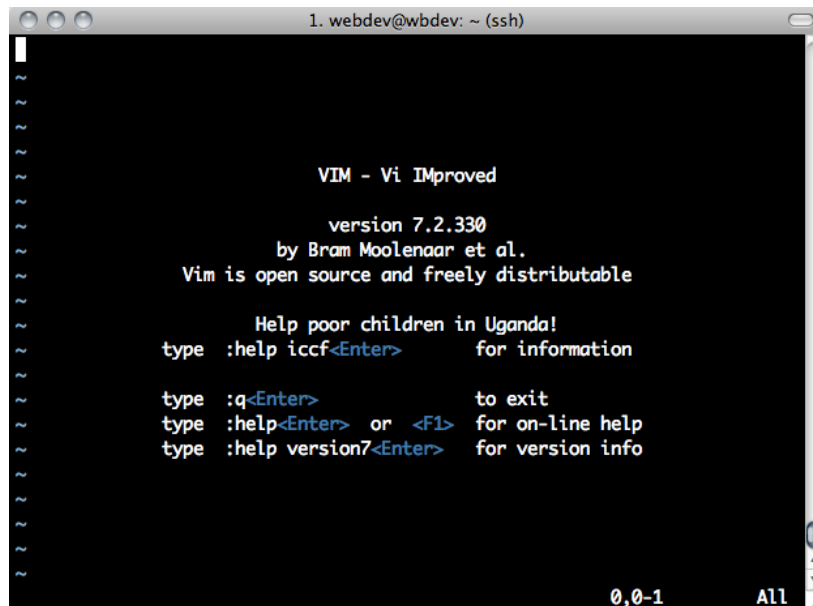 1. webdev@wbdev: ~ (ssh)
~
~
~
~
~ VIM - Vi IMproved
~
~ version 7.2.330
~ by Bram Moolenaar et al.
~ Vim is open source and freely distributable
~
~ Help poor children in Uganda!
~ type :help iccf<Enter> for information
~
~ type :q<Enter> to exit
~ type :help<Enter> or <F1> for on-line help
~ type :help version7<Enter> for version info
~
~
~
~
~
0,0-1 All